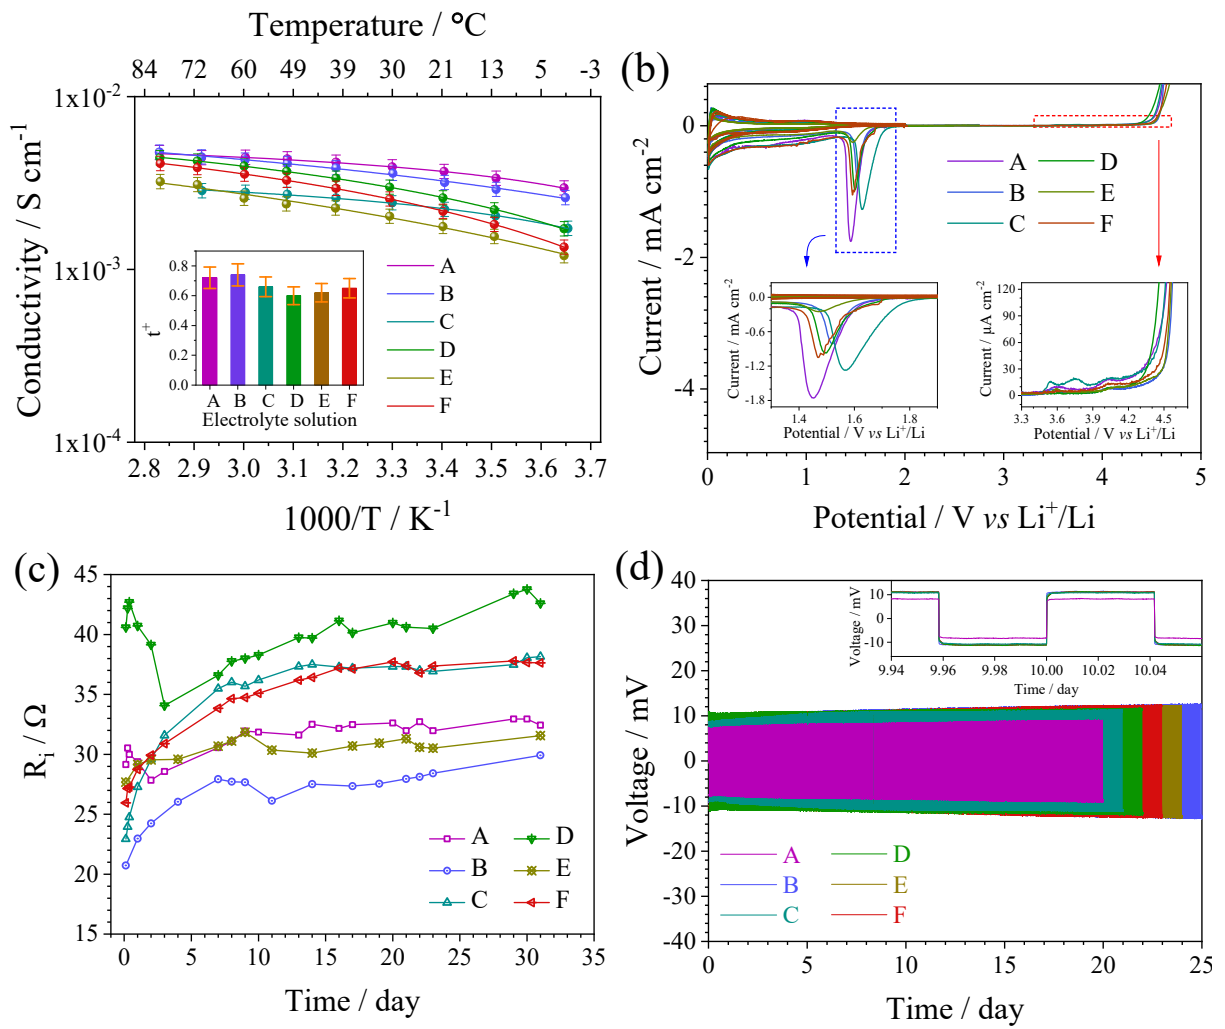 Temperature / °C
84 72 60 49 39 30 21 13 5 -3
1x10⁻²
1x10⁻³
1x10⁻⁴
Conductivity / S cm⁻¹
A
B
C
D
E
F
0.8
0.6
0.4
0.2
0.0
t⁺
A B C D E F
Electrolyte solution
2.8 2.9 3.0 3.1 3.2 3.3 3.4 3.5 3.6 3.7
1000/T / K⁻¹
(b)
0
-2
-4
Current / mA cm⁻²
A D
B E
C F
0.0
-0.6
-1.2
-1.8
Current / mA cm⁻²
1.4 1.6 1.8
Potential / V vs Li⁺/Li
120
90
60
30
0
Current / µA cm⁻²
3.3 3.6 3.9 4.2 4.5
Potential / V vs Li⁺/Li
0 1 2 3 4 5
Potential / V vs Li⁺/Li
(c)
45
40
35
30
25
20
15
Rᵢ / Ω
A D
B E
C F
0 5 10 15 20 25 30 35
Time / day
(d)
40
30
20
10
0
-10
-20
-30
-40
Voltage / mV
10
0
-10
Voltage / mV
9.94 9.96 9.98 10.00 10.02 10.04
Time / day
A D
B E
C F
0 5 10 15 20 25
Time / day